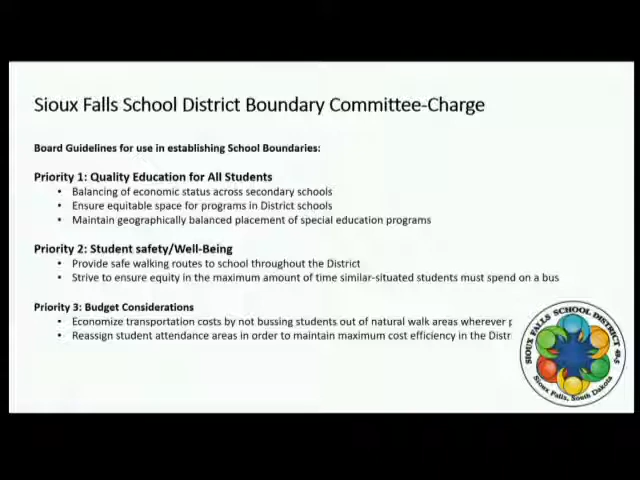 Sioux Falls School District Boundary Committee-Charge
Board Guidelines for use in establishing School Boundaries:
Priority 1: Quality Education for All Students
• Balancing of economic status across secondary schools
• Ensure equitable space for programs in District schools
• Maintain geographically balanced placement of special education programs
Priority 2: Student safety/Well-Being
• Provide safe walking routes to school throughout the District
• Strive to ensure equity in the maximum amount of time similar-situated students must spend on a bus
Priority 3: Budget Considerations
• Economize transportation costs by not bussing students out of natural walk areas wherever p
• Reassign student attendance areas in order to maintain maximum cost efficiency in the Distr
SIOUX FALLS SCHOOL DISTRICT 49-5
Sioux Falls, South Dakota